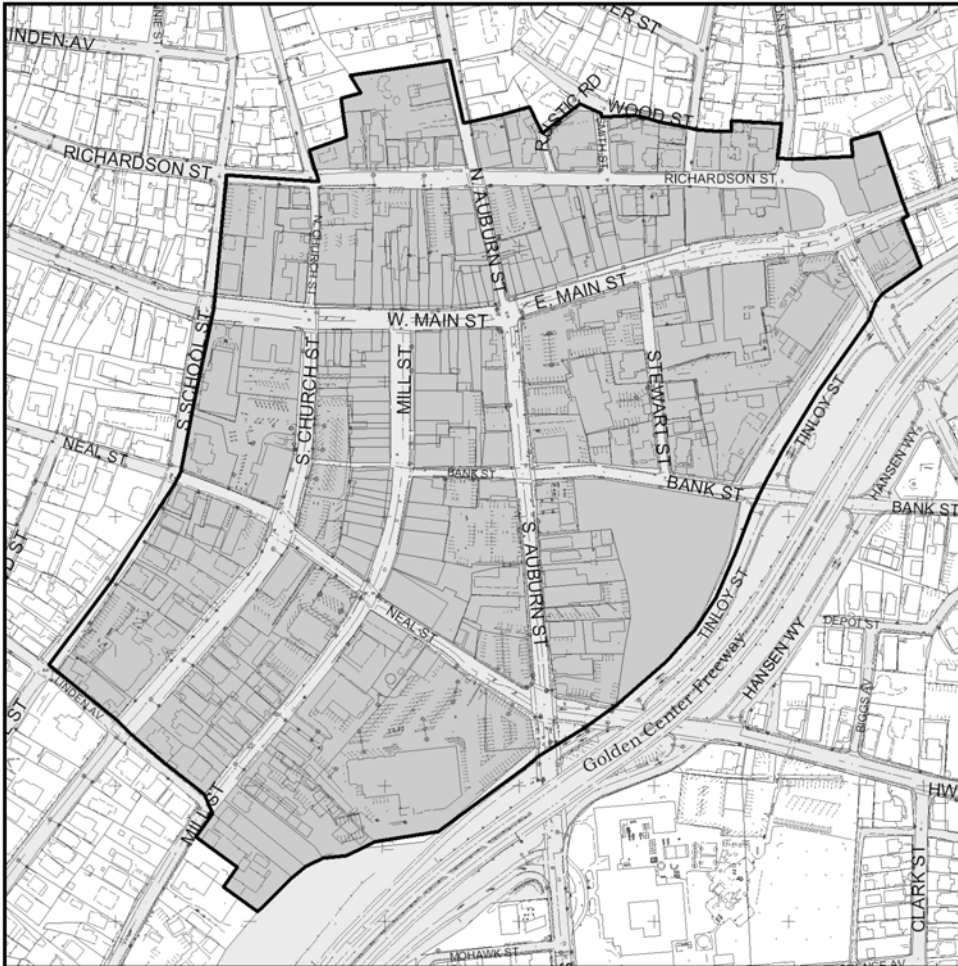 INDEN AV
TER ST
RUSTIC RD
WOOD ST
RICHARDSON ST
RICHARDSON ST
N AUBURN ST
N CHURCH ST
E. MAIN ST
W. MAIN ST
S SCHOOL ST
S. CHURCH ST
MILL ST
S STEWART ST
TINLOY ST
NEAL ST
BANK ST
BANK ST
HANSEN WY
BANK ST
S AUBURN ST
NEAL ST
TINLOY ST
DEPOT ST
HANSEN WY
BIGGS AV
Golden Center Freeway
LINDEN AV
MILL ST
HW
CLARK ST
MOHAWK ST